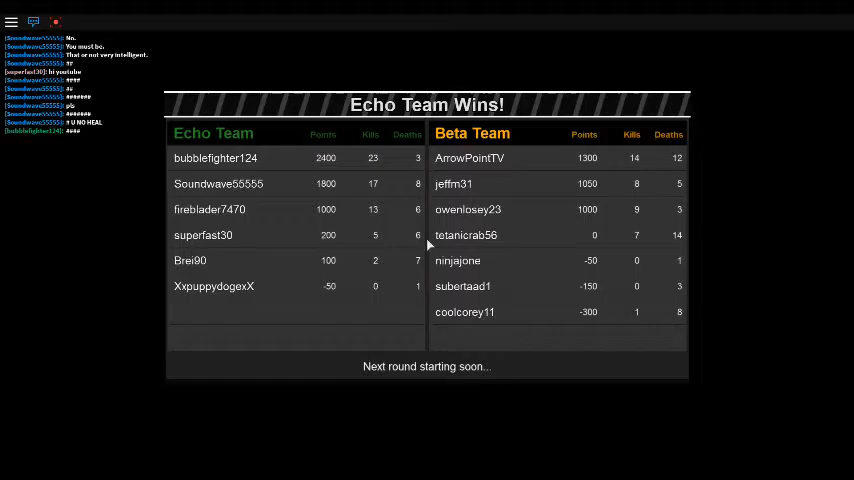 [Soundwave55555]: No.
[Soundwave55555]: You must be.
[Soundwave55555]: That or not very intelligent.
[Soundwave55555]: ##
[superfast30]: hi youtube
[Soundwave55555]: ####
[Soundwave55555]: ##
[Soundwave55555]: #######
[Soundwave55555]: pls
[Soundwave55555]: #######
[Soundwave55555]: # U NO HEAL
[bubblefighter124]: ####
Echo Team Wins!
Echo Team Points Kills Deaths
bubblefighter124 2400 23 3
Soundwave55555 1800 17 8
fireblader7470 1000 13 6
superfast30 200 5 6
Brei90 100 2 7
XxpuppydogexX -50 0 1
Beta Team Points Kills Deaths
ArrowPointTV 1300 14 12
jeffm31 1050 8 5
owenlosey23 1000 9 3
tetanicrab56 0 7 14
ninjajone -50 0 1
subertaad1 -150 0 3
coolcorey11 -300 1 8
Next round starting soon...